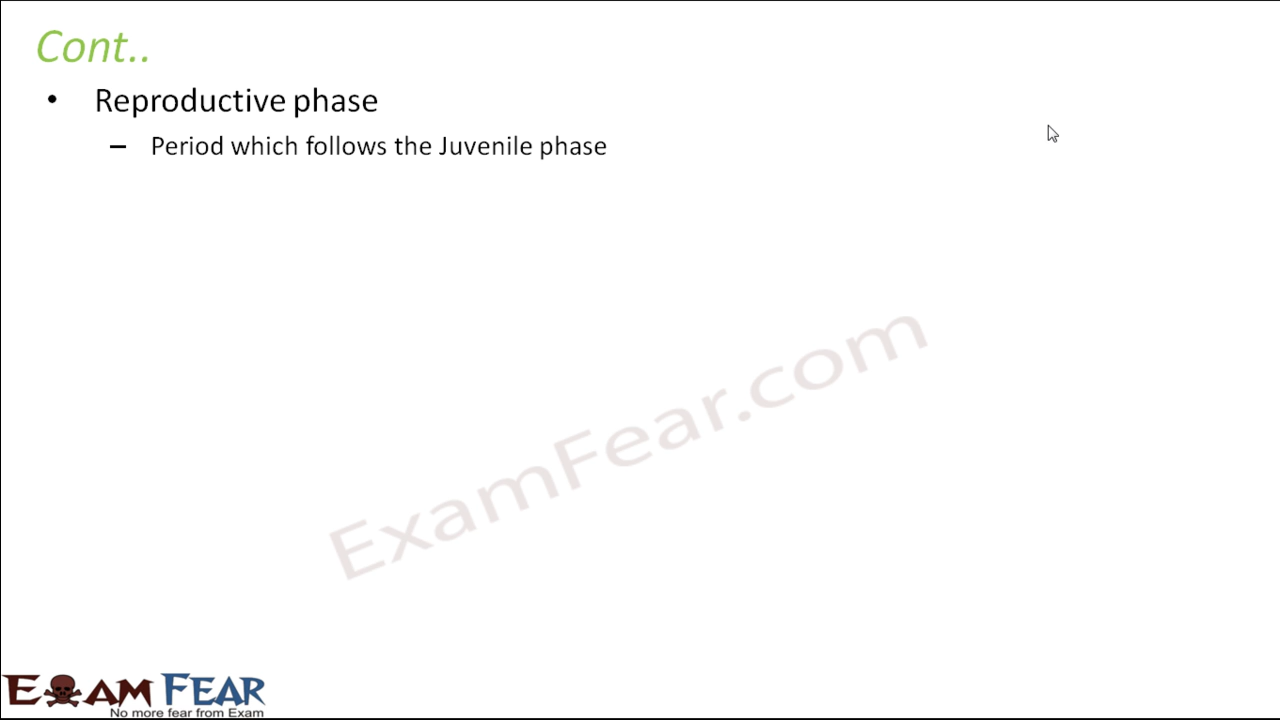 Cont..
• Reproductive phase
– Period which follows the Juvenile phase
ExamFear.com
EXAM FEAR
No more fear from Exam